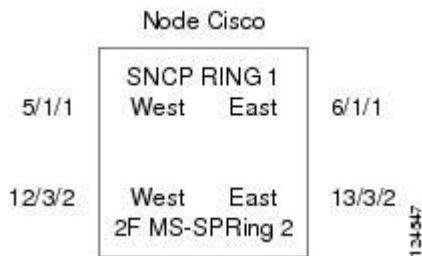 Node Cisco
SNCP RING 1
5/1/1 West East 6/1/1
12/3/2 West East 13/3/2
2F MS-SPRing 2
124547